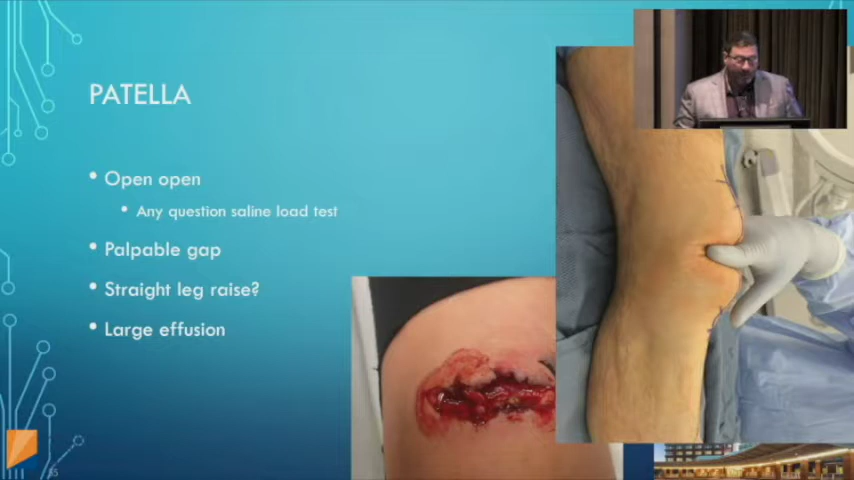 PATELLA
Open open
Any question saline load test
Palpable gap
Straight leg raise?
Large effusion